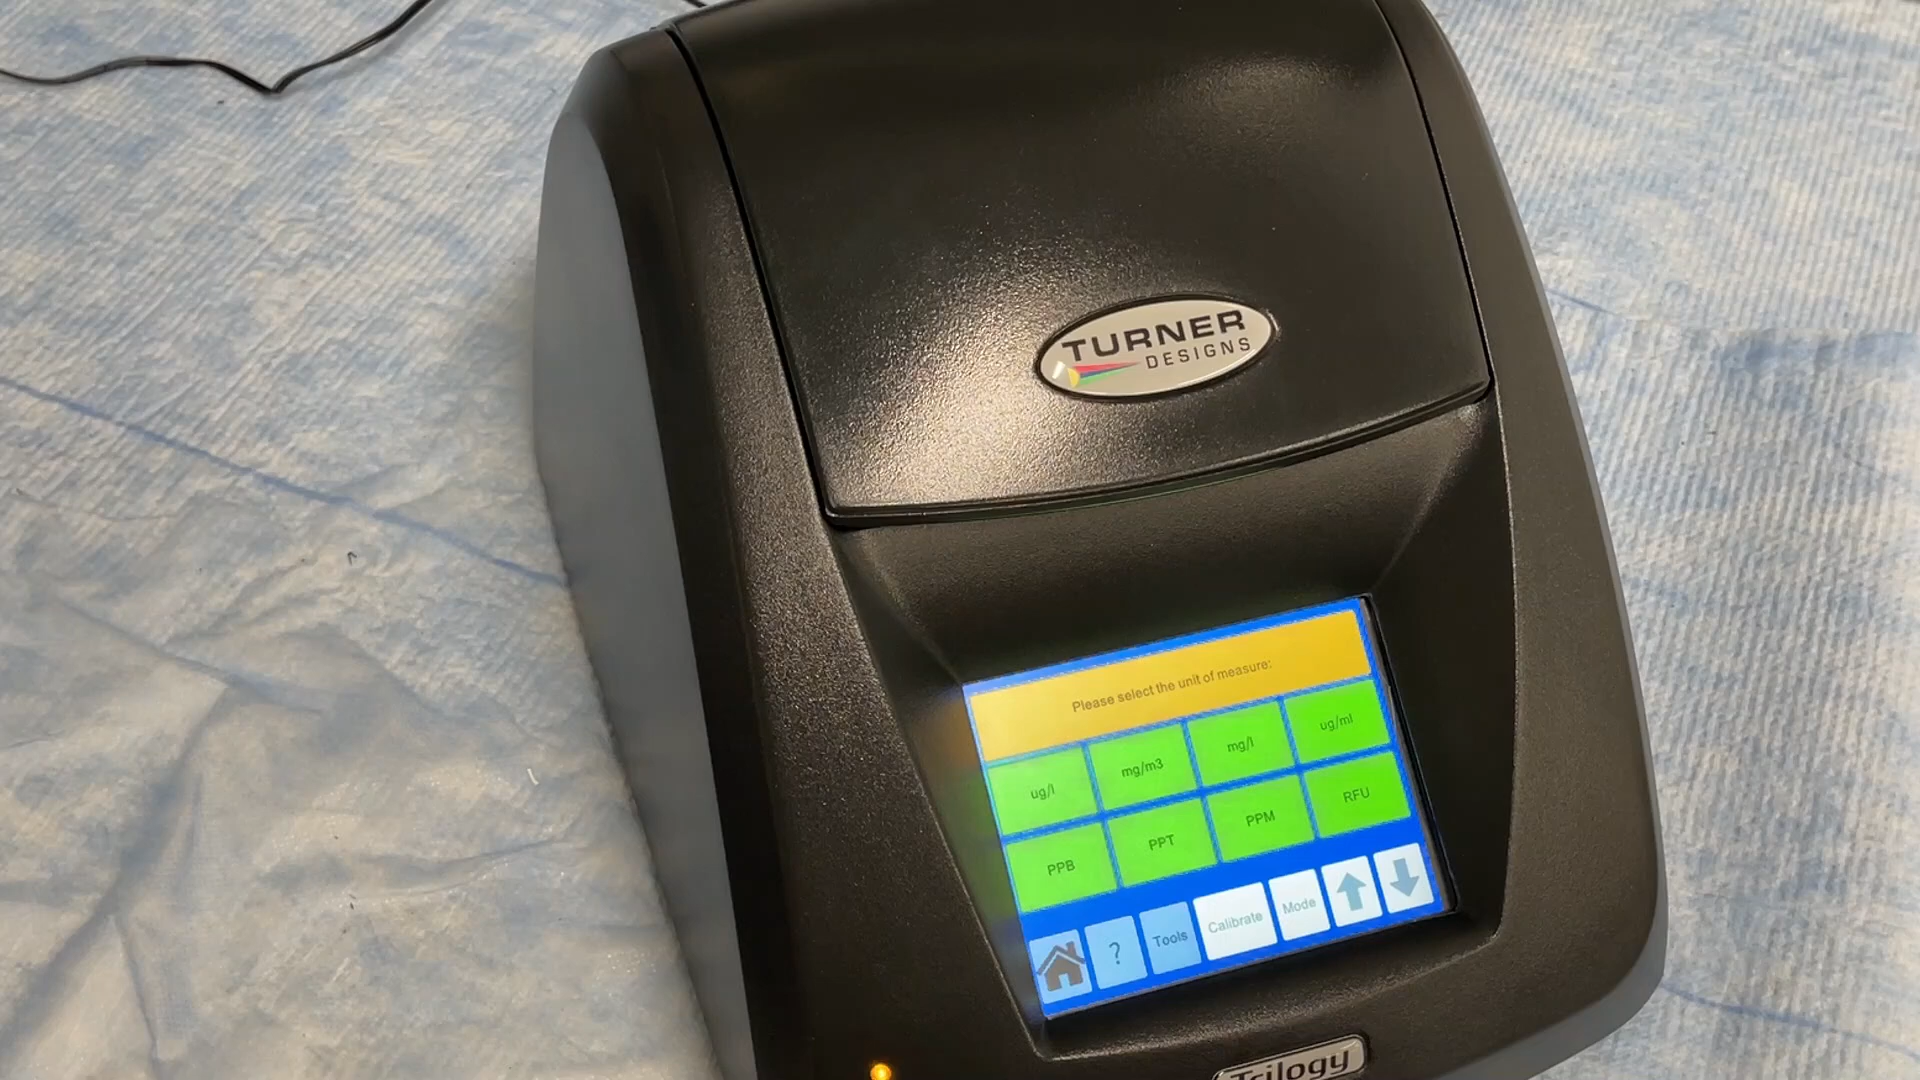 TURNER
DESIGNS
Please select the unit of measure:
ug/l mg/m3 mg/l ug/ml
PPB PPT PPM RFU
? Tools Calibrate Mode
Trilogy